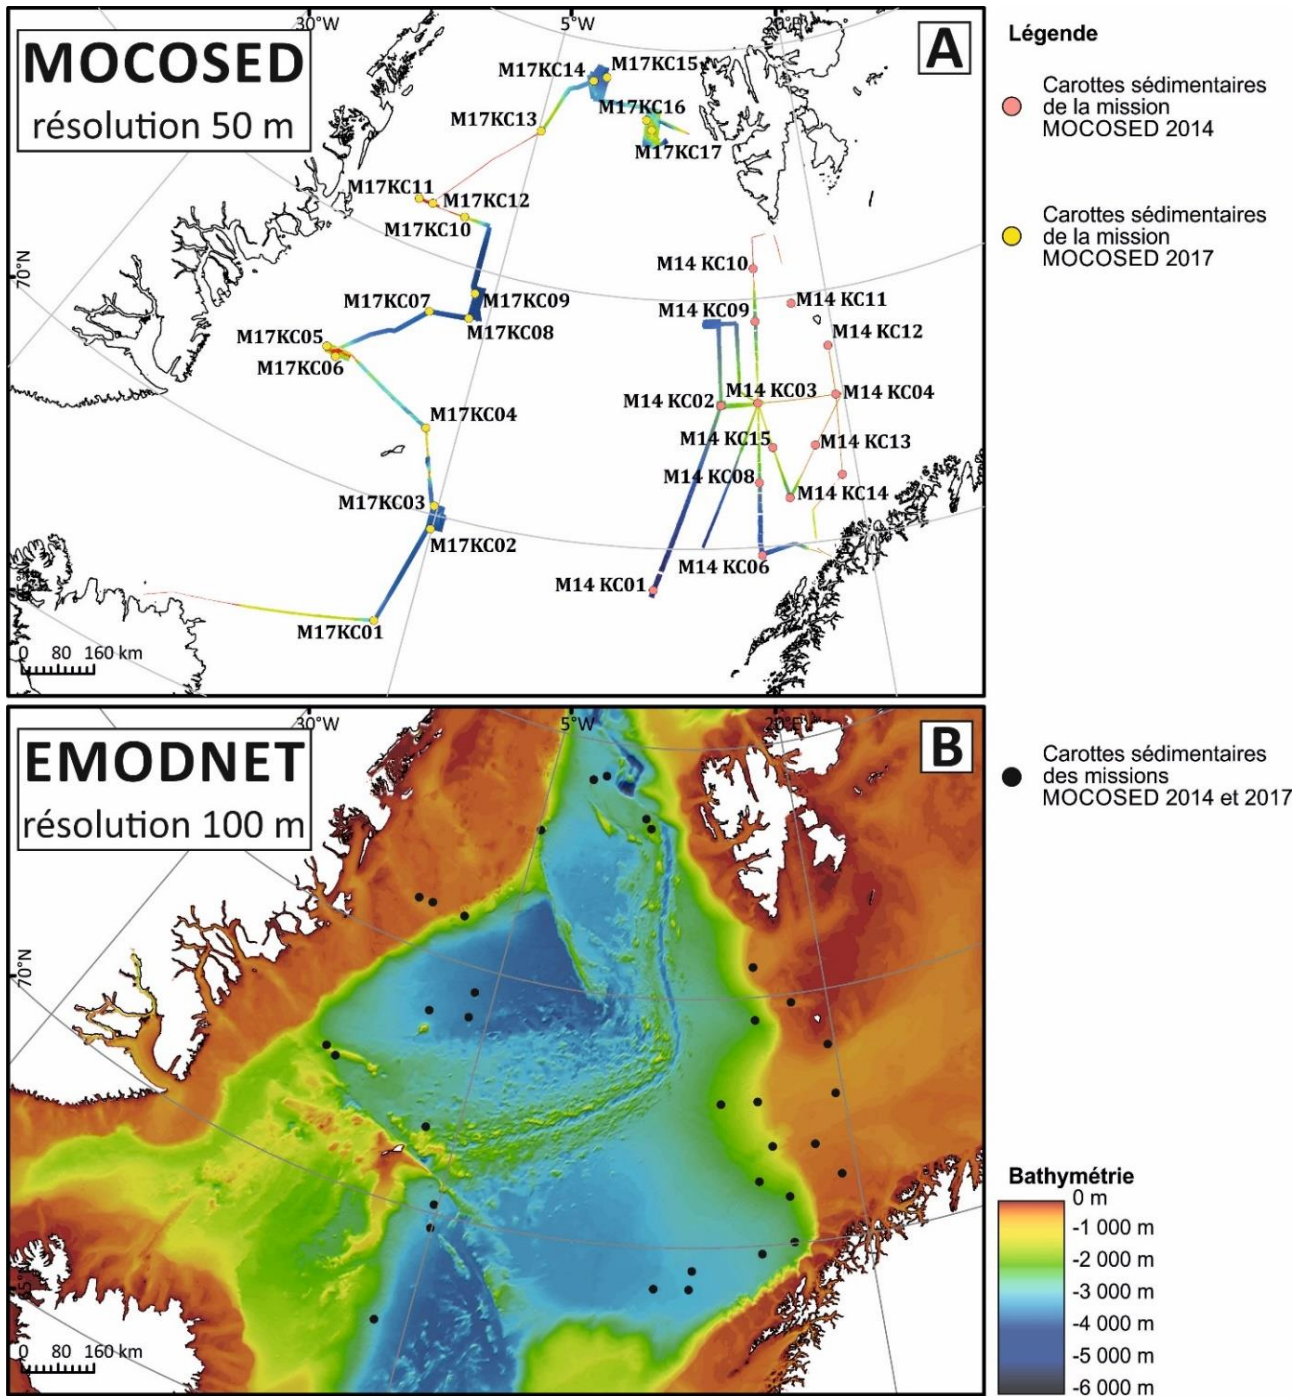 30°W
5°W
20°E
MOCOSED
résolution 50 m
A
M17KC14
M17KC15
M17KC16
M17KC13
M17KC17
M17KC11
M17KC12
M17KC10
70°N
M14 KC10
M17KC07
M17KC09
M14 KC09
M14 KC11
M17KC05
M17KC08
M14 KC12
M17KC06
M14 KC02
M14 KC03
M14 KC04
M17KC04
M14 KC15
M14 KC13
M14 KC08
M17KC03
M14 KC14
M17KC02
M14 KC06
M14 KC01
M17KC01
0 80 160 km
Légende
Carottes sédimentaires
de la mission
MOCOSED 2014
Carottes sédimentaires
de la mission
MOCOSED 2017
30°W
5°W
20°E
EMODNET
résolution 100 m
B
70°N
0 80 160 km
Carottes sédimentaires
des missions
MOCOSED 2014 et 2017
Bathymétrie
0 m
-1 000 m
-2 000 m
-3 000 m
-4 000 m
-5 000 m
-6 000 m